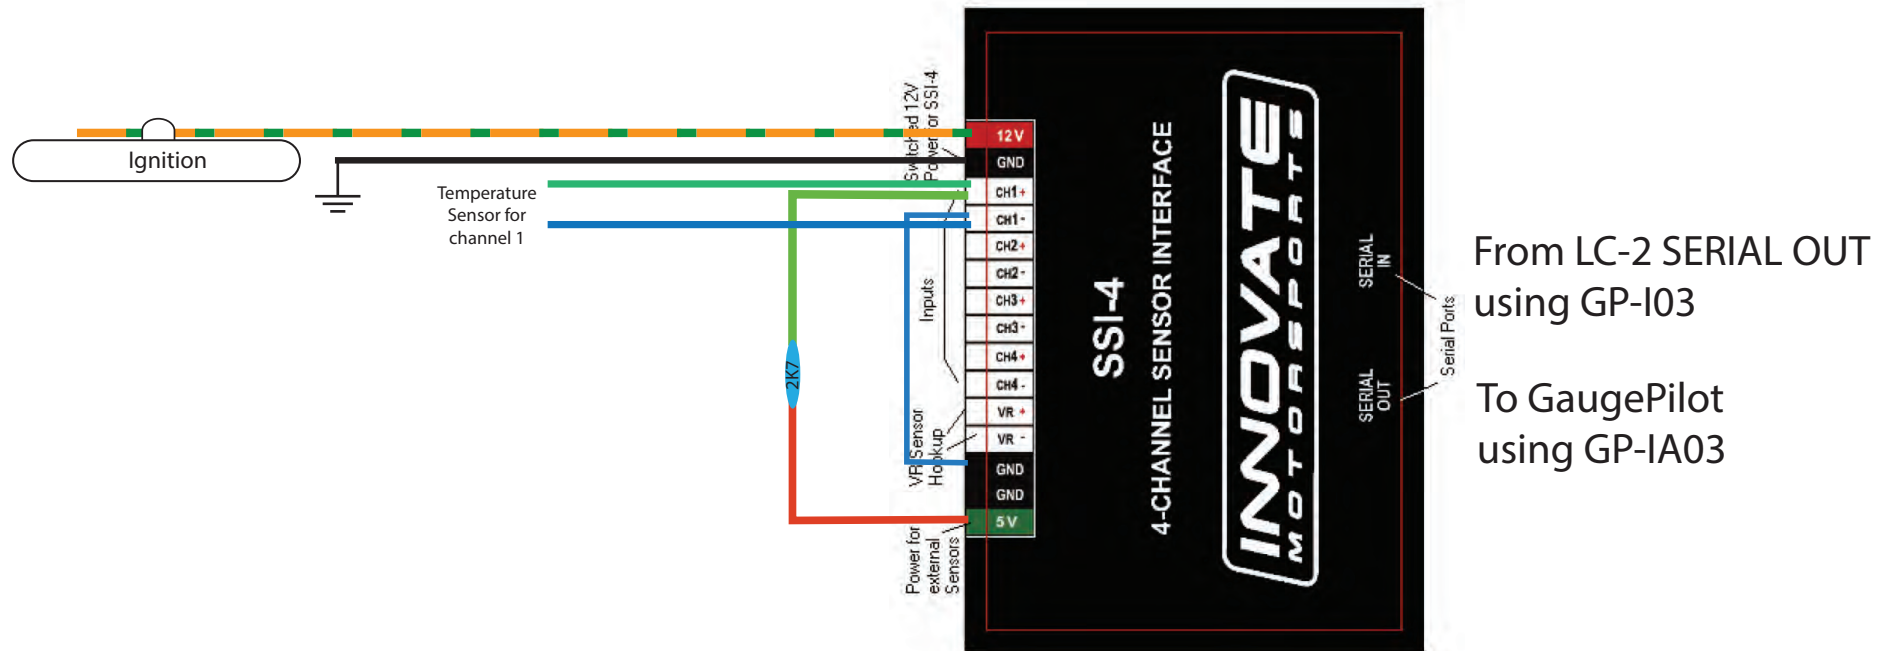 Ignition
Temperature
Sensor for
channel 1
Switched 12V
Power for SSI-4
Inputs
2K7
VR Sensor
Hookup
Power for
external
Sensors
12V
GND
CH1+
CH1-
CH2+
CH2-
CH3+
CH3-
CH4+
CH4-
VR +
VR -
GND
GND
5V
SSI-4
4-CHANNEL SENSOR INTERFACE
INNOVATE
MOTORSPORTS
SERIAL
IN
SERIAL
OUT
Serial Ports
From LC-2 SERIAL OUT
using GP-I03
To GaugePilot
using GP-IA03